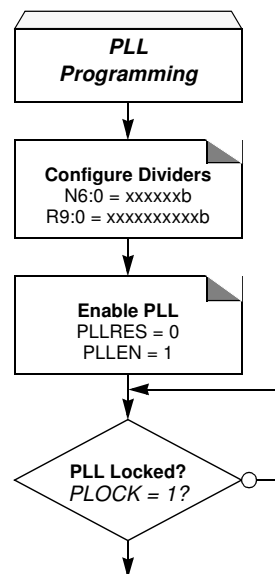 PLL
Programming
Configure Dividers
N6:0 = xxxxxxb
R9:0 = xxxxxxxxxxb
Enable PLL
PLLRES = 0
PLLEN = 1
PLL Locked?
PLOCK = 1?